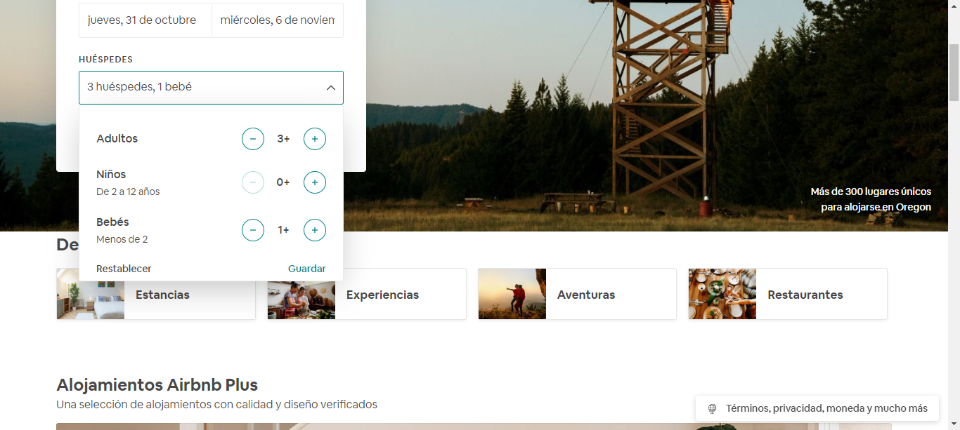 jueves, 31 de octubre
miércoles, 6 de noviem
HUÉSPEDES
3 huéspedes, 1 bebé
Adultos
3+
Niños
De 2 a 12 años
0+
Bebés
Menos de 2
1+
Restablecer
Guardar
Más de 300 lugares únicos
para alojarse en Oregon
De
Estancias
Experiencias
Aventuras
Restaurantes
Alojamientos Airbnb Plus
Una selección de alojamientos con calidad y diseño verificados
Términos, privacidad, moneda y mucho más